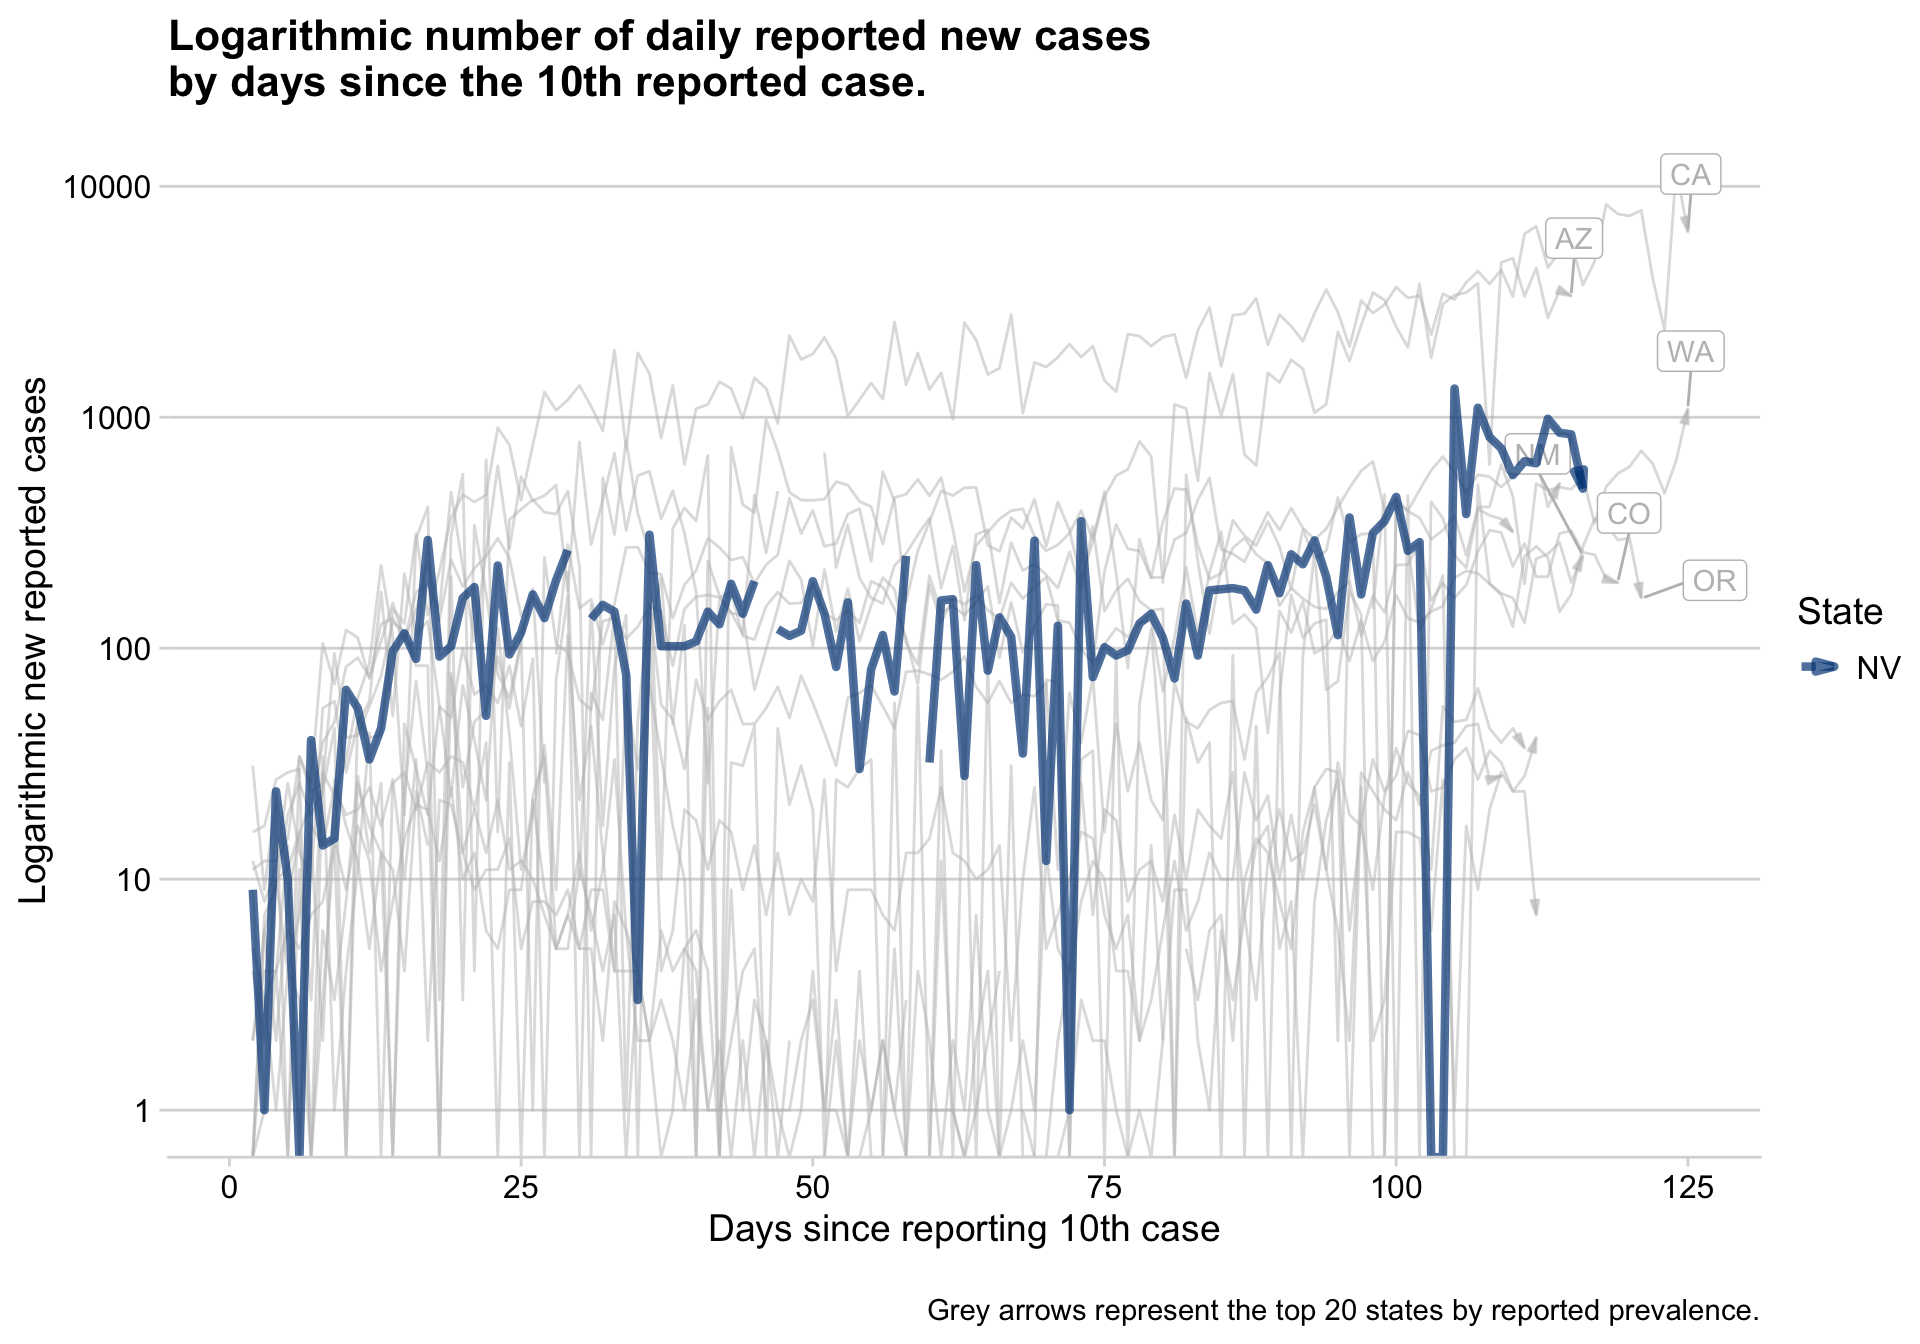 Logarithmic number of daily reported new cases
by days since the 10th reported case.
Logarithmic new reported cases
10000
1000
100
10
1
CA
AZ
WA
NM
CO
OR
State
NV
0
25
50
75
100
125
Days since reporting 10th case
Grey arrows represent the top 20 states by reported prevalence.